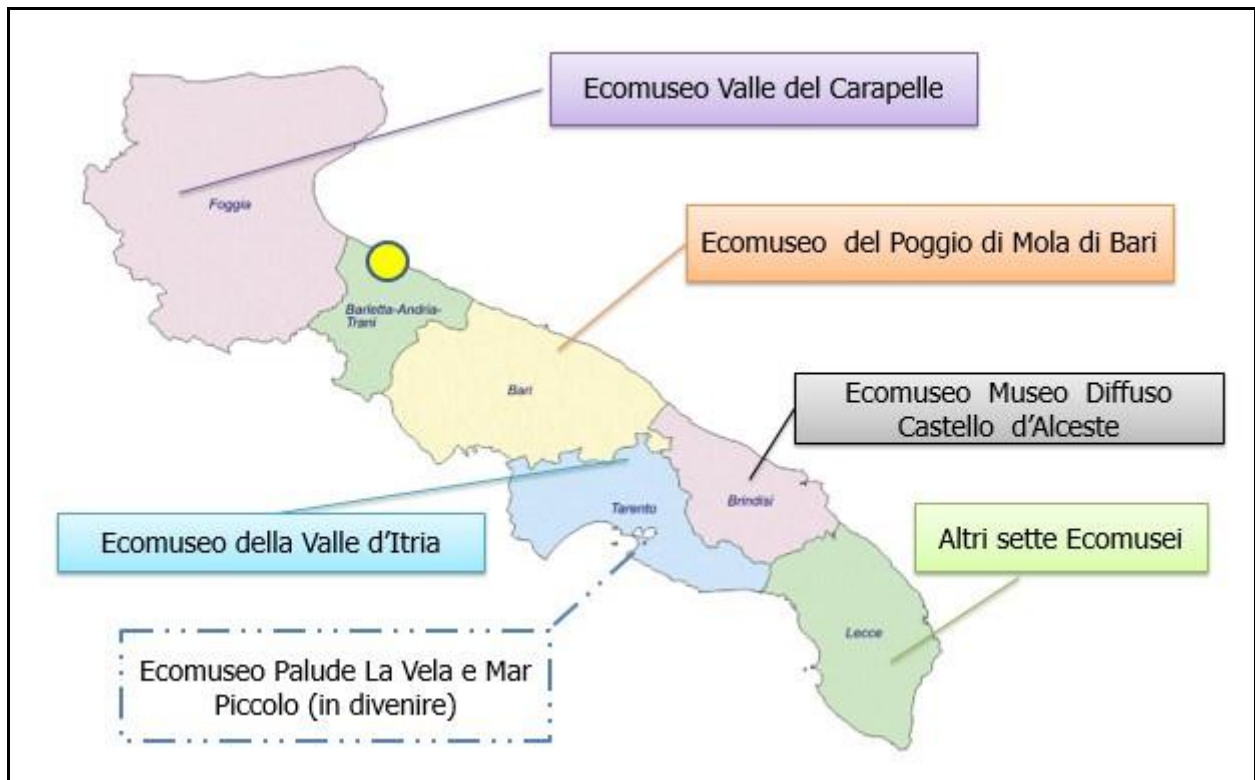 Ecomuseo Valle del Carapelle
Foggia
Ecomuseo del Poggio di Mola di Bari
Barletta-Andria-
Trani
Bari
Ecomuseo Museo Diffuso
Castello d'Alceste
Brindisi
Taranto
Ecomuseo della Valle d'Itria
Altri sette Ecomusei
Lecce
Ecomuseo Palude La Vela e Mar
Piccolo (in divenire)